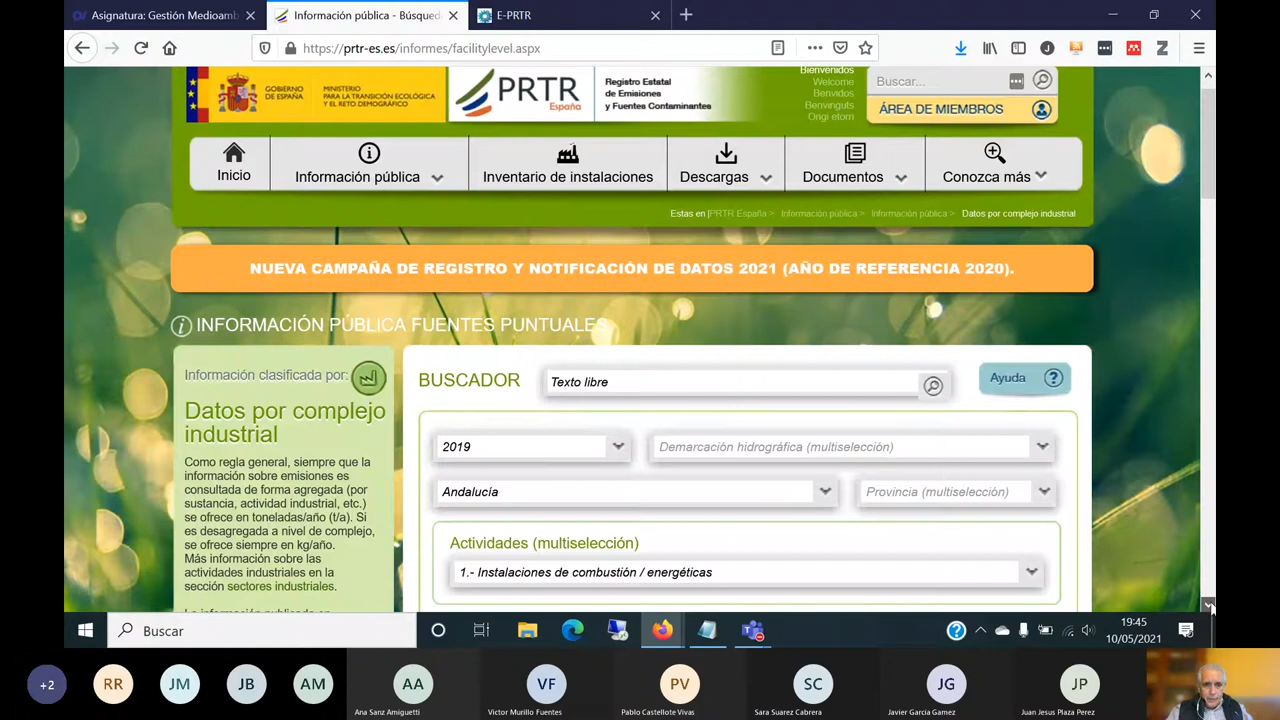 Asignatura: Gestión Medioamb
Información pública - Búsqued
E-PRTR
https://prtr-es.es/informes/facilitylevel.aspx
GOBIERNO DE ESPAÑA
MINISTERIO PARA LA TRANSICIÓN ECOLÓGICA Y EL RETO DEMOGRÁFICO
PRTR España
Registro Estatal
de Emisiones
y Fuentes Contaminantes
Bienvenidos
Welcome
Benvidos
Benvinguts
Ongi etorri
Buscar...
ÁREA DE MIEMBROS
Inicio
Información pública
Inventario de instalaciones
Descargas
Documentos
Conozca más
Estas en |PRTR España > Información pública > Información pública > Datos por complejo industrial
NUEVA CAMPAÑA DE REGISTRO Y NOTIFICACIÓN DE DATOS 2021 (AÑO DE REFERENCIA 2020).
INFORMACIÓN PÚBLICA FUENTES PUNTUALES
Información clasificada por:
Datos por complejo
industrial
Como regla general, siempre que la
información sobre emisiones es
consultada de forma agregada (por
sustancia, actividad industrial, etc.)
se ofrece en toneladas/año (t/a). Si
es desagregada a nivel de complejo,
se ofrece siempre en kg/año.
Más información sobre las
actividades industriales en la
sección sectores industriales.
BUSCADOR
Texto libre
Ayuda
2019
Demarcación hidrográfica (multiselección)
Andalucía
Provincia (multiselección)
Actividades (multiselección)
1.- Instalaciones de combustión / energéticas
Buscar
19:45
10/05/2021
+2
RR
JM
JB
AM
AA
VF
PV
SC
JG
JP
Ana Sanz Amiguetti
Victor Murillo Fuentes
Pablo Castellote Vivas
Sara Suarez Cabrera
Javier Garcia Gamez
Juan Jesus Plaza Perez